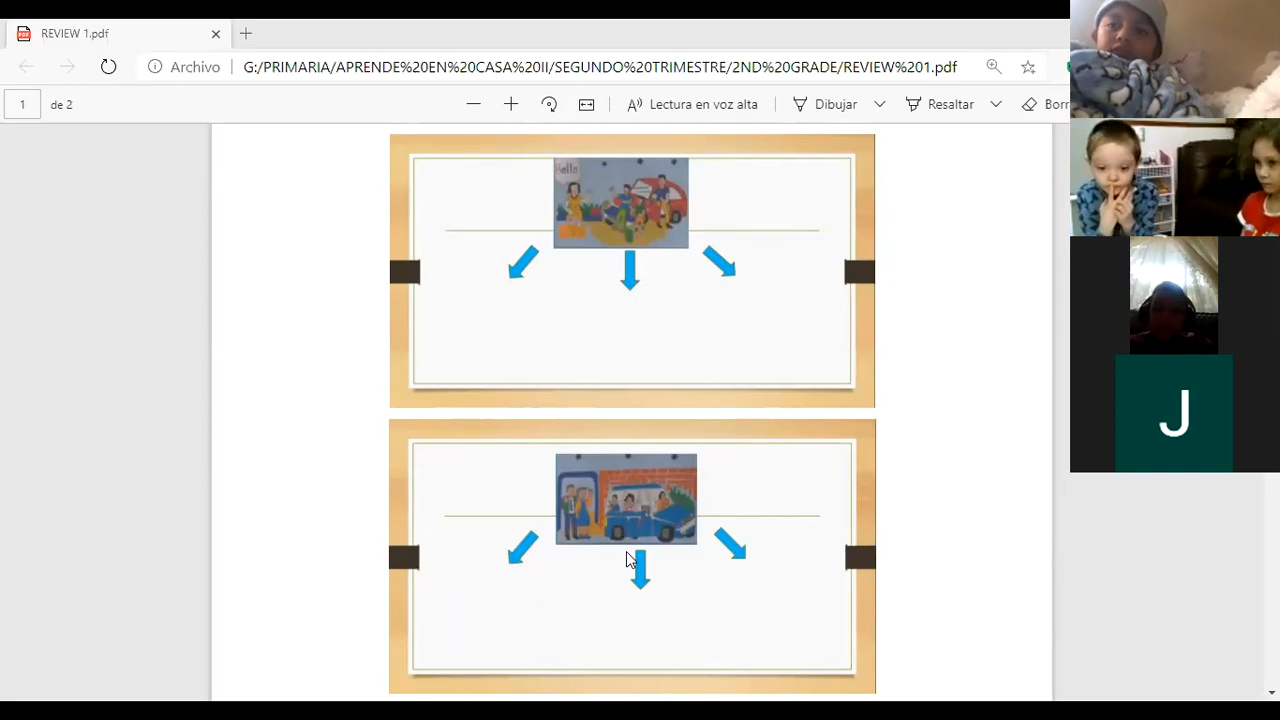 REVIEW 1.pdf
Archivo G:/PRIMARIA/APRENDE%20EN%20CASA%20II/SEGUNDO%20TRIMESTRE/2ND%20GRADE/REVIEW%201.pdf
1 de 2 Lectura en voz alta Dibujar Resaltar Borr
Hello
J